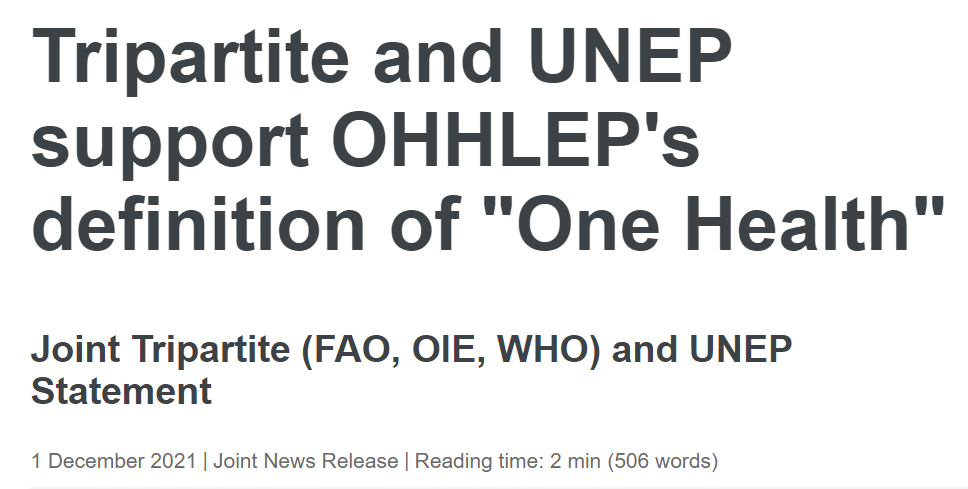 Tripartite and UNEP
support OHHLEP's
definition of "One Health"
Joint Tripartite (FAO, OIE, WHO) and UNEP
Statement
1 December 2021 | Joint News Release | Reading time: 2 min (506 words)